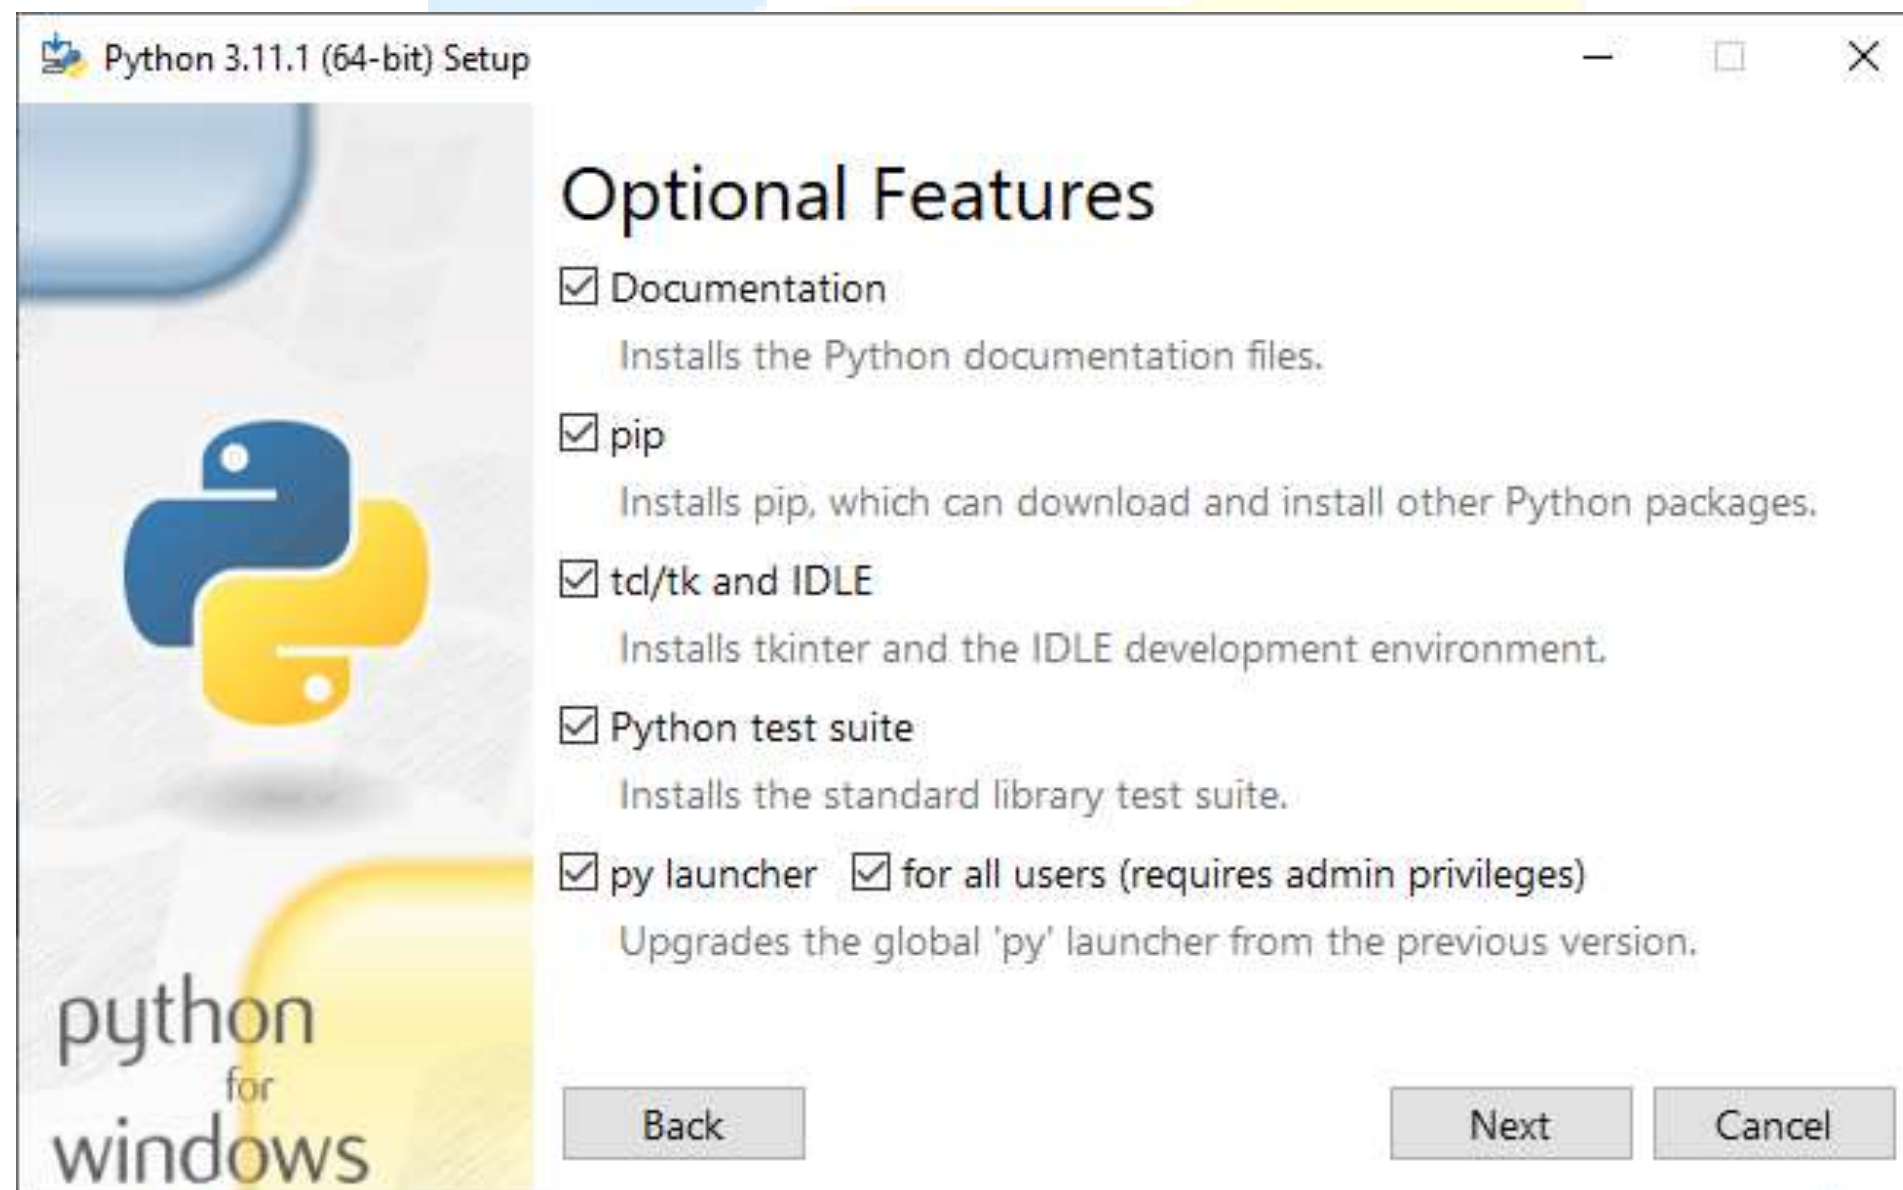 Python 3.11.1 (64-bit) Setup
Optional Features
Documentation
Installs the Python documentation files.
pip
Installs pip, which can download and install other Python packages.
tcl/tk and IDLE
Installs tkinter and the IDLE development environment.
Python test suite
Installs the standard library test suite.
py launcher for all users (requires admin privileges)
Upgrades the global 'py' launcher from the previous version.
python
for
windows
Back Next Cancel